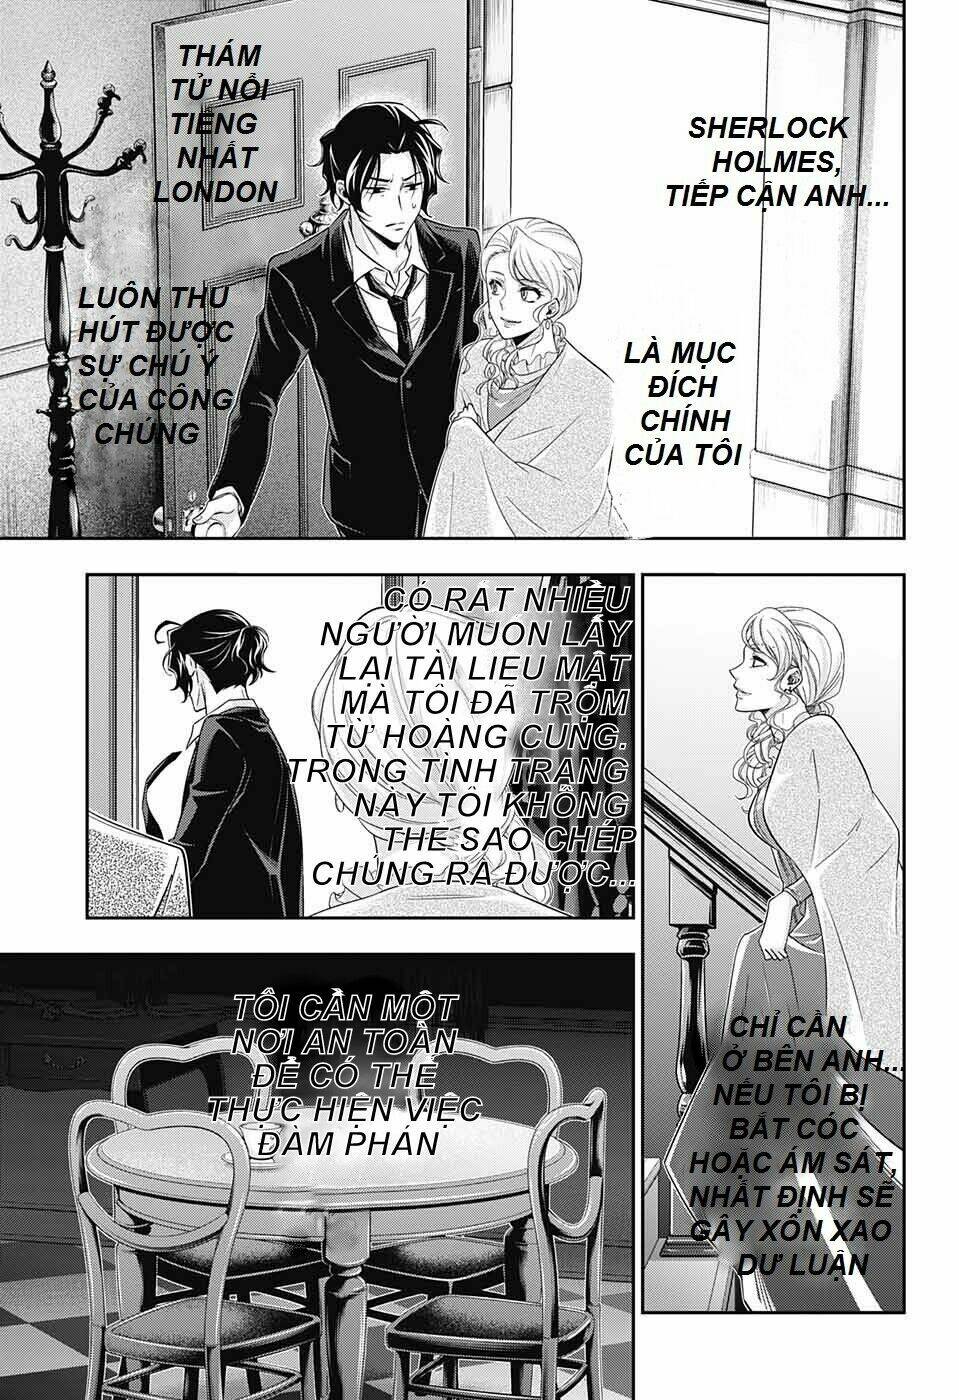 SHERLOCK
HOLMES,
TIẾP CẬN ANH...
LÀ MỤC
ĐÍCH
CHÍNH
CỦA TÔI
THÁM
TỬ NỔI
TIẾNG
NHẤT
LONDON
LUÔN THU
HÚT ĐƯỢC
SỰ CHÚ Ý
CỦA CÔNG
CHÚNG
CHỈ CẦN
Ở BÊN ANH...
NẾU TÔI BỊ
BẮT CÓC
HOẶC ÁM SÁT,
NHẤT ĐỊNH SẼ
GÂY XÔN XAO
DƯ LUẬN
CÓ RẤT NHIỀU
NGƯỜI MUON LẤY
LẠI TÀI LIEU MẬT
MÀ TÔI ĐÃ TRỘM
TỪ HOÀNG CUNG.
TRONG TÌNH TRẠNG
NÀY TÔI KHÔNG
THE SAO CHÉP
CHÚNG RA ĐƯỢC...
TÔI CẦN MỘT
NƠI AN TOÀN
ĐỂ CÓ THỂ
THỰC HIỆN VIỆC
ĐÀM PHÁN